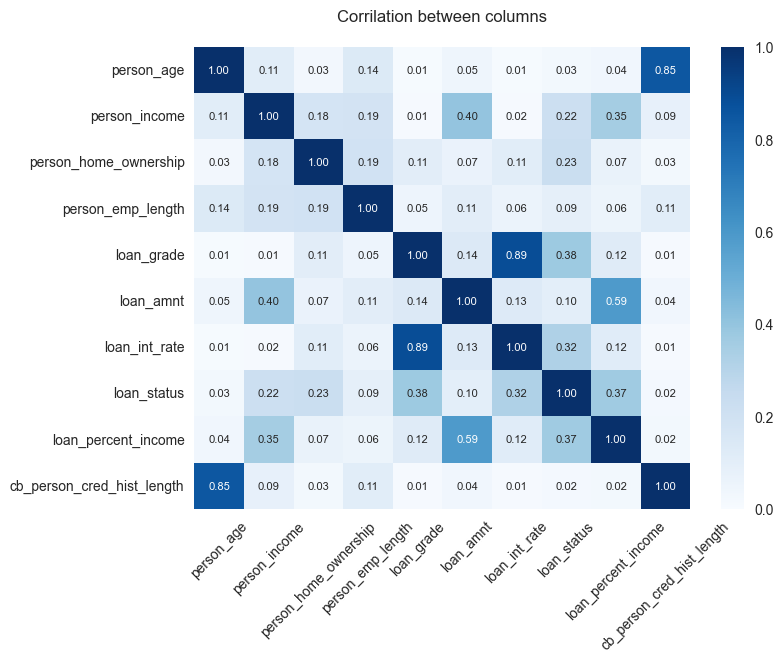 Corrilation between columns
person_age 1.00 0.11 0.03 0.14 0.01 0.05 0.01 0.03 0.04 0.85
person_income 0.11 1.00 0.18 0.19 0.01 0.40 0.02 0.22 0.35 0.09
person_home_ownership 0.03 0.18 1.00 0.19 0.11 0.07 0.11 0.23 0.07 0.03
person_emp_length 0.14 0.19 0.19 1.00 0.05 0.11 0.06 0.09 0.06 0.11
loan_grade 0.01 0.01 0.11 0.05 1.00 0.14 0.89 0.38 0.12 0.01
loan_amnt 0.05 0.40 0.07 0.11 0.14 1.00 0.13 0.10 0.59 0.04
loan_int_rate 0.01 0.02 0.11 0.06 0.89 0.13 1.00 0.32 0.12 0.01
loan_status 0.03 0.22 0.23 0.09 0.38 0.10 0.32 1.00 0.37 0.02
loan_percent_income 0.04 0.35 0.07 0.06 0.12 0.59 0.12 0.37 1.00 0.02
cb_person_cred_hist_length 0.85 0.09 0.03 0.11 0.01 0.04 0.01 0.02 0.02 1.00
person_age
person_income
person_home_ownership
person_emp_length
loan_grade
loan_amnt
loan_int_rate
loan_status
loan_percent_income
cb_person_cred_hist_length
1.0
0.8
0.6
0.4
0.2
0.0